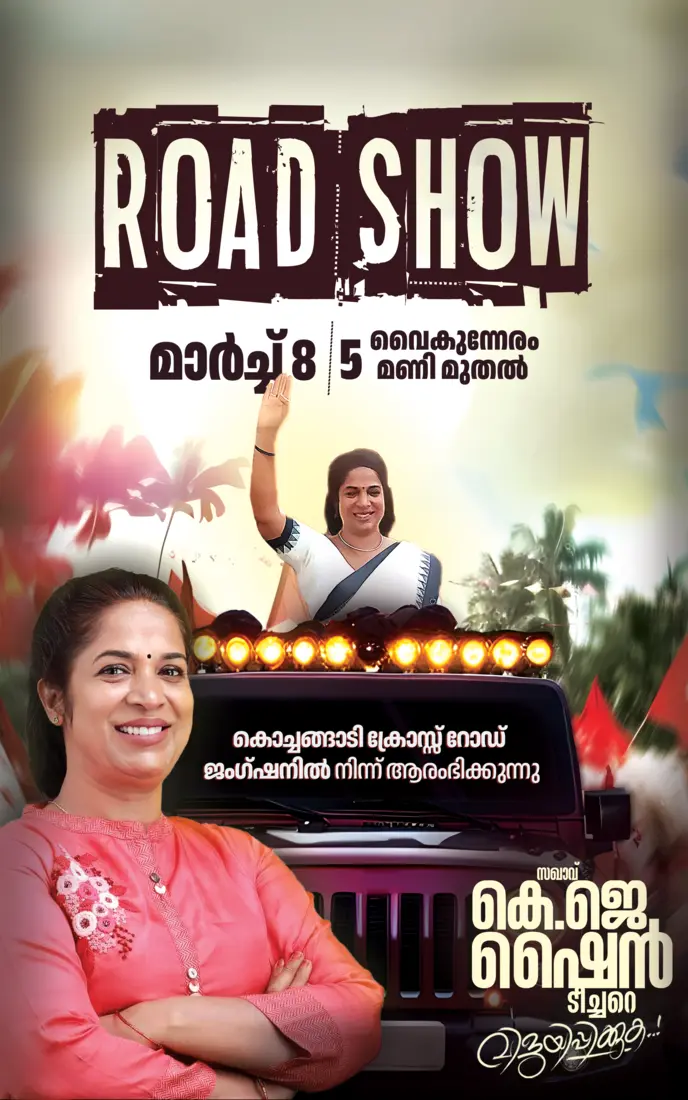 ROAD SHOW
മാർച്ച് 8 | 5 വൈകുന്നേരം
മണി മുതൽ
കൊച്ചങ്ങാടി ക്രോസ്സ് റോഡ്
ജംഗ്ഷനിൽ നിന്ന് ആരംഭിക്കുന്നു
സഖാവ്
കെ.ജെ.
ഷൈൻ
ടീച്ചറെ
വിജയിപ്പിക്കുക..!